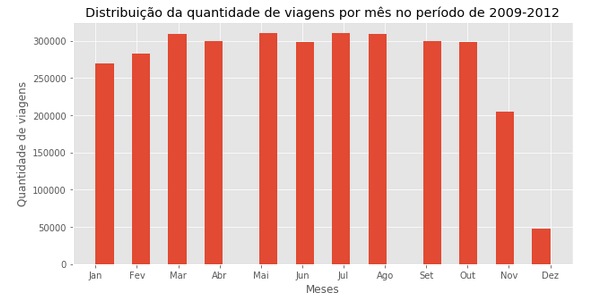 Distribuição da quantidade de viagens por mês no período de 2009-2012
Quantidade de viagens
300000
250000
200000
150000
100000
50000
0
Jan Fev Mar Abr Mai Jun Jul Ago Set Out Nov Dez
Meses